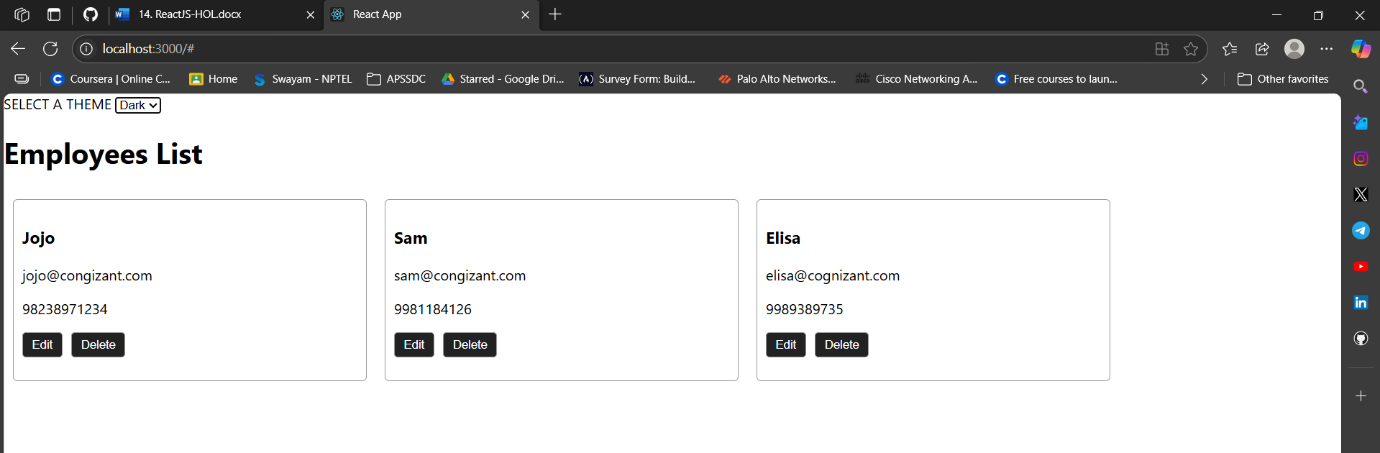 14. ReactJS-HOL.docx
React App
localhost:3000/#
Coursera | Online C...
Home
Swayam - NPTEL
APSSDC
Starred - Google Dri...
Survey Form: Build...
Palo Alto Networks...
Cisco Networking A...
Free courses to laun...
Other favorites
SELECT A THEME Dark
Employees List
Jojo
jojo@congizant.com
98238971234
Edit Delete
Sam
sam@congizant.com
9981184126
Edit Delete
Elisa
elisa@cognizant.com
9989389735
Edit Delete